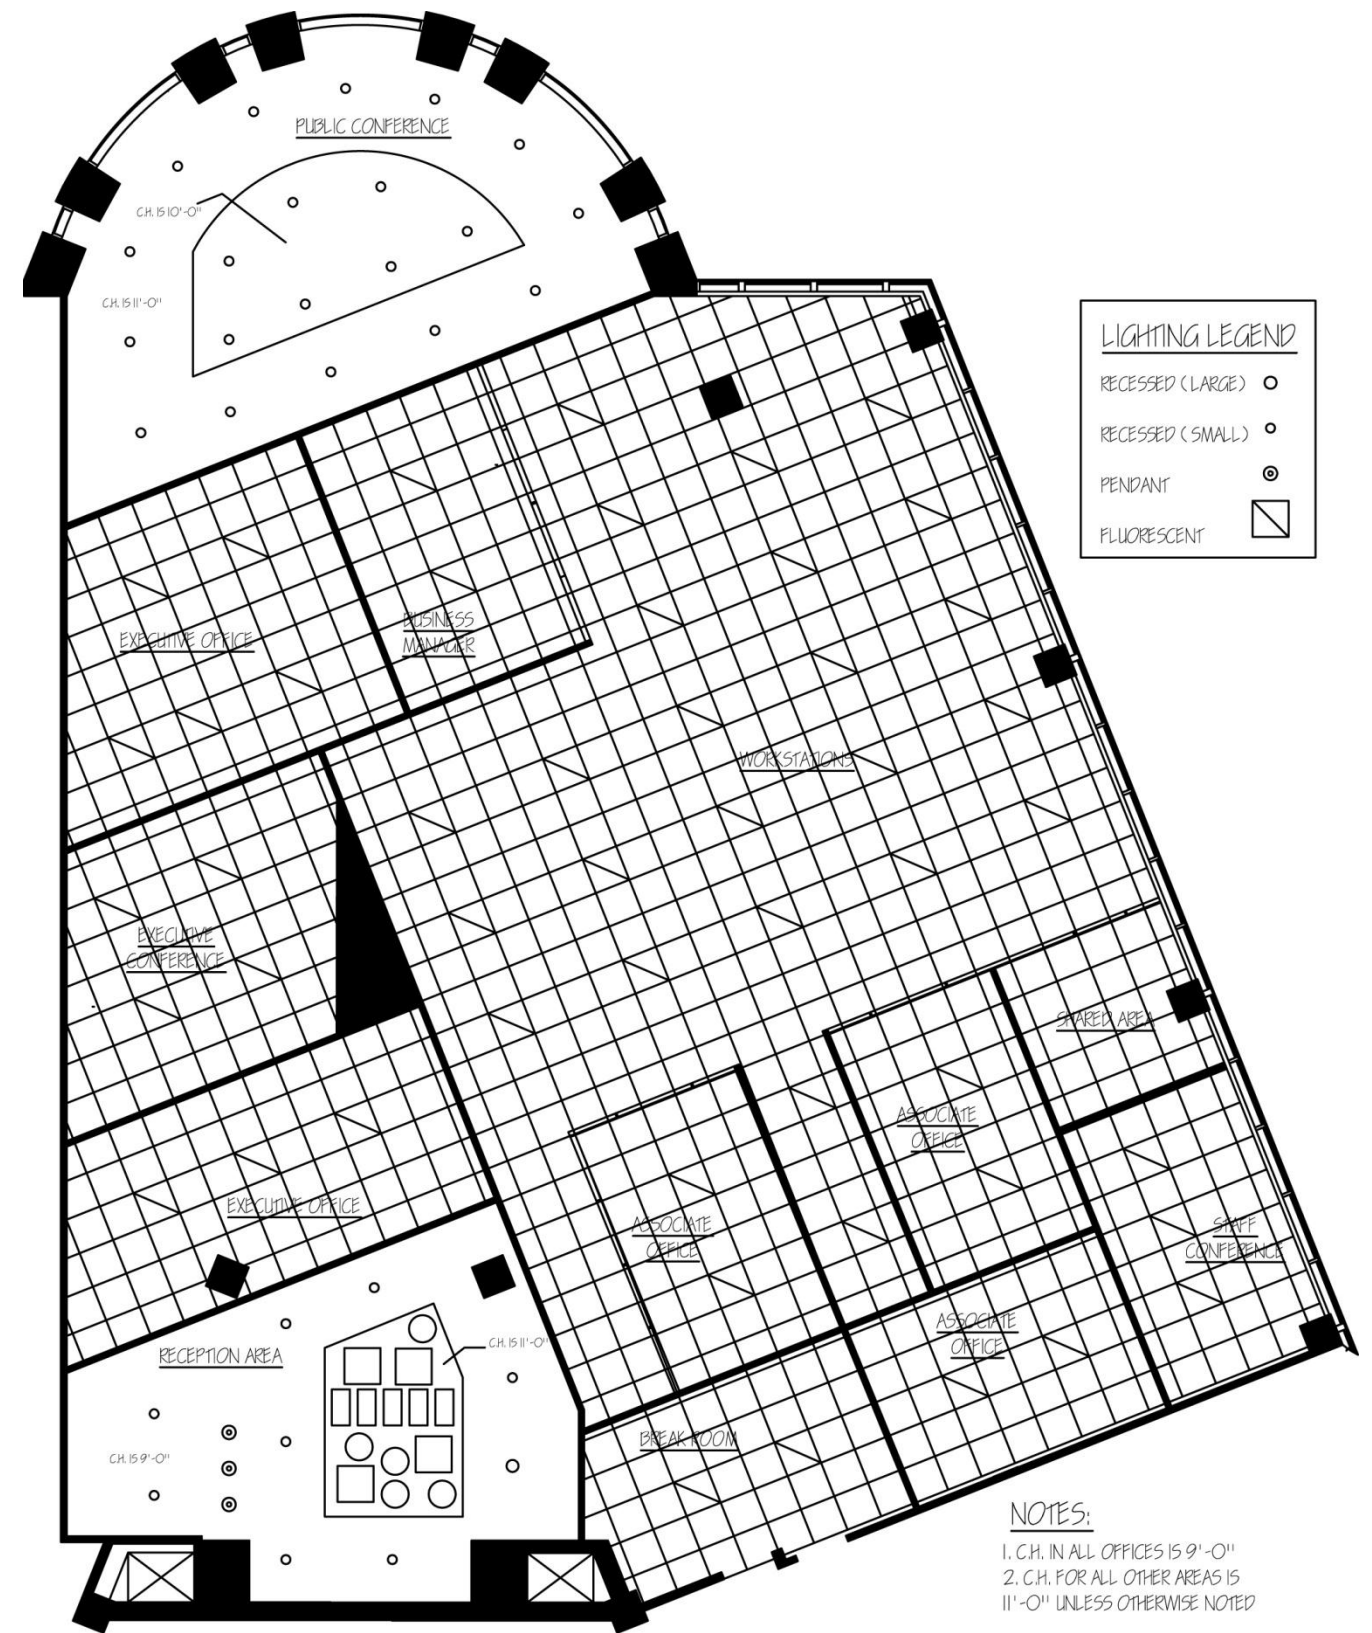 PUBLIC CONFERENCE
C.H. IS 10'-0"
C.H. IS 11'-0"
LIGHTING LEGEND
RECESSED (LARGE)
RECESSED (SMALL)
PENDANT
FLUORESCENT
EXECUTIVE OFFICE
BUSINESS
MANAGER
WORKSTATIONS
EXECUTIVE
CONFERENCE
SHARED AREA
ASSOCIATE
OFFICE
EXECUTIVE OFFICE
ASSOCIATE
OFFICE
STAFF
CONFERENCE
ASSOCIATE
OFFICE
RECEPTION AREA
C.H. IS 11'-0"
BREAK ROOM
C.H. IS 9'-0"
NOTES:
1. C.H. IN ALL OFFICES IS 9'-0"
2. C.H. FOR ALL OTHER AREAS IS
11'-0" UNLESS OTHERWISE NOTED